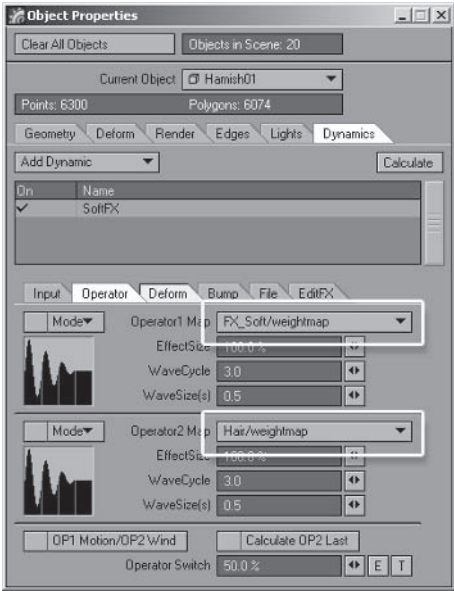 Object Properties
Clear All Objects Objects in Scene: 20
Current Object Hamish01
Points: 6300 Polygons: 6074
Geometry Deform Render Edges Lights Dynamics
Add Dynamic Calculate
On Name
SoftFX
Input Operator Deform Bump File EditFX
Mode Operator1 Map FX_Soft/weightmap
EffectSize 100.0 %
WaveCycle 3.0
WaveSize(s) 0.5
Mode Operator2 Map Hair/weightmap
EffectSize 100.0 %
WaveCycle 3.0
WaveSize(s) 0.5
OP1 Motion/OP2 Wind Calculate OP2 Last
Operator Switch 50.0 % E T